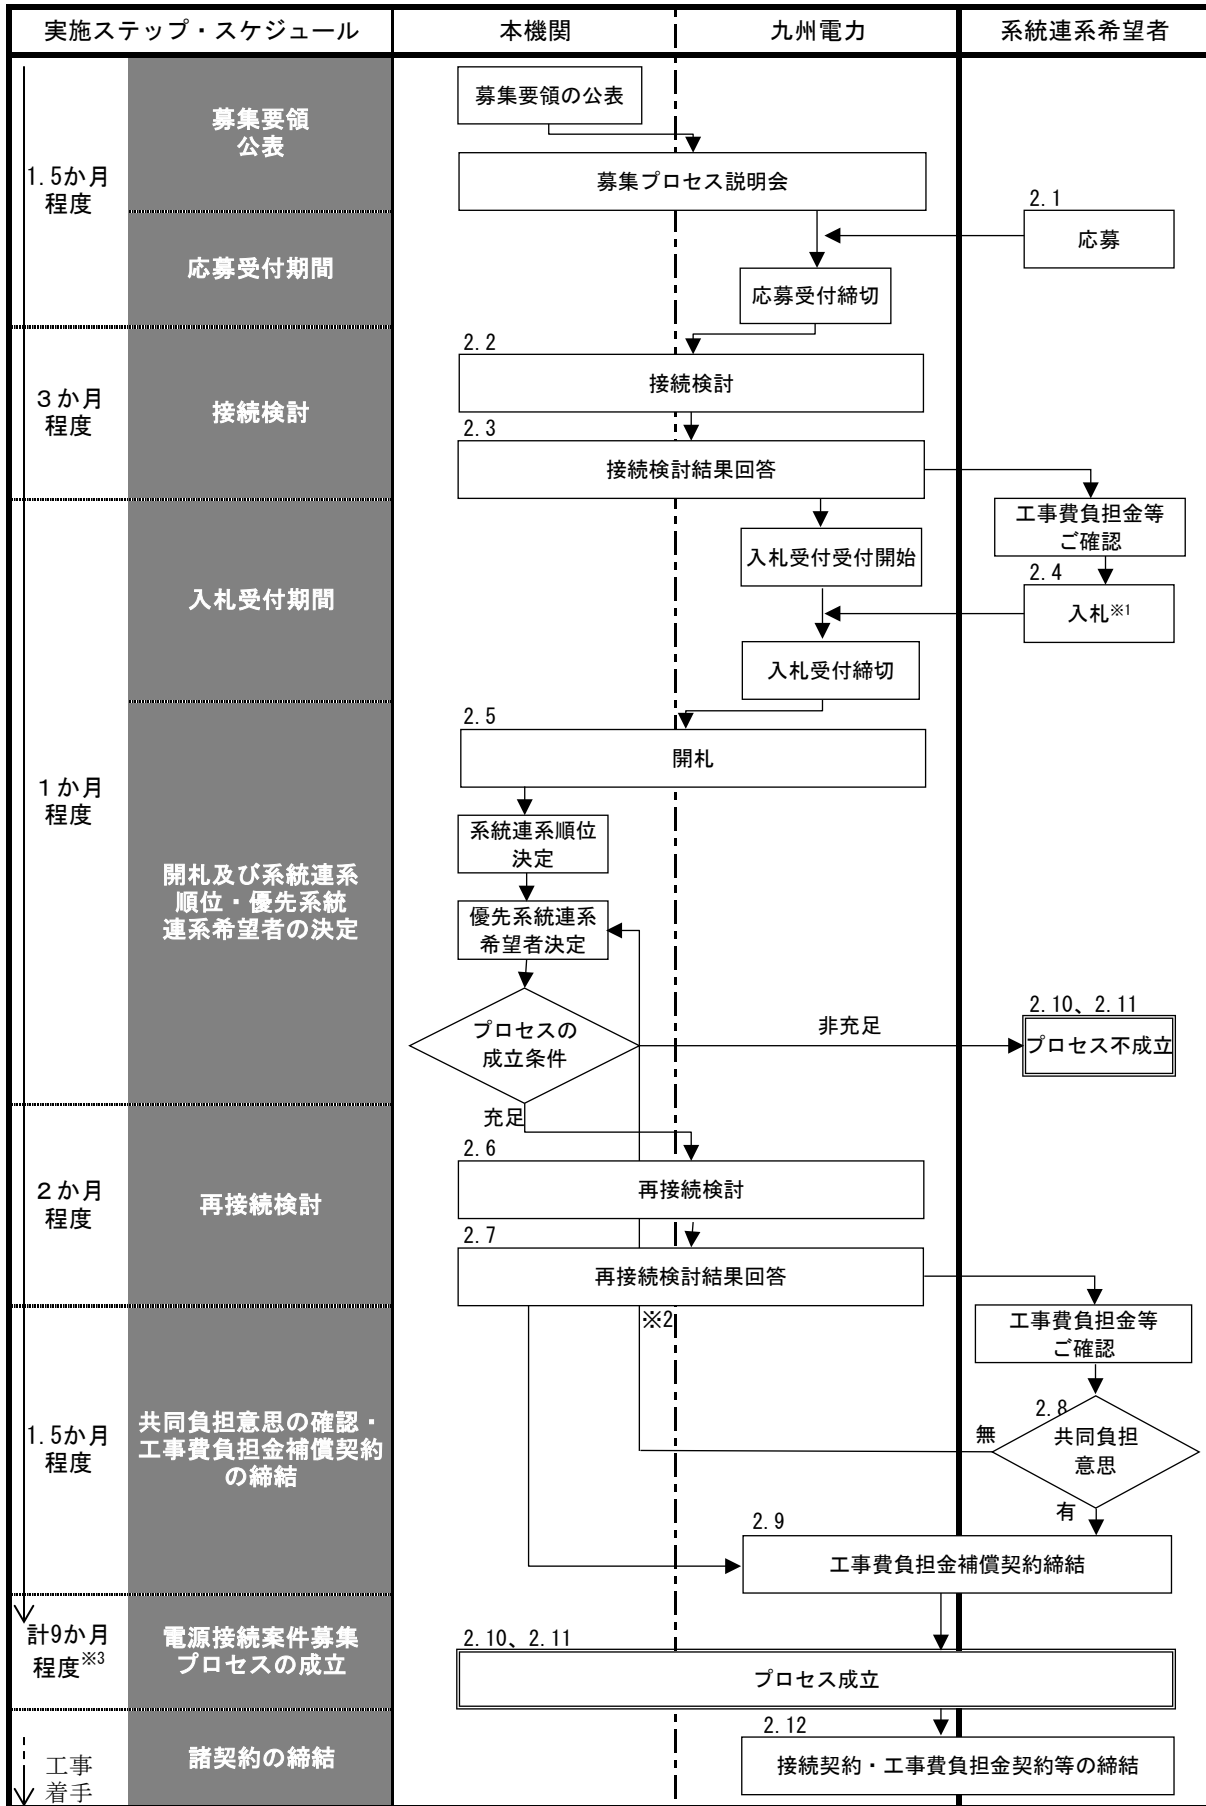 実施ステップ・スケジュール
本機関
九州電力
系統連系希望者
1.5か月
程度
募集要領
公表
募集要領の公表
募集プロセス説明会
応募受付期間
2.1
応募
応募受付締切
3か月
程度
接続検討
2.2
接続検討
2.3
接続検討結果回答
工事費負担金等
ご確認
1か月
程度
入札受付期間
入札受付受付開始
2.4
入札※1
入札受付締切
開札及び系統連系
順位・優先系統
連系希望者の決定
2.5
開札
系統連系順位
決定
優先系統連系
希望者決定
プロセスの
成立条件
非充足
2.10、2.11
プロセス不成立
充足
2か月
程度
再接続検討
2.6
再接続検討
2.7
再接続検討結果回答
※2
工事費負担金等
ご確認
1.5か月
程度
共同負担意思の確認・
工事費負担金補償契約
の締結
2.8
共同負担
意思
無
有
2.9
工事費負担金補償契約締結
計9か月
程度※3
電源接続案件募集
プロセスの成立
2.10、2.11
プロセス成立
工事
着手
諸契約の締結
2.12
接続契約・工事費負担金契約等の締結